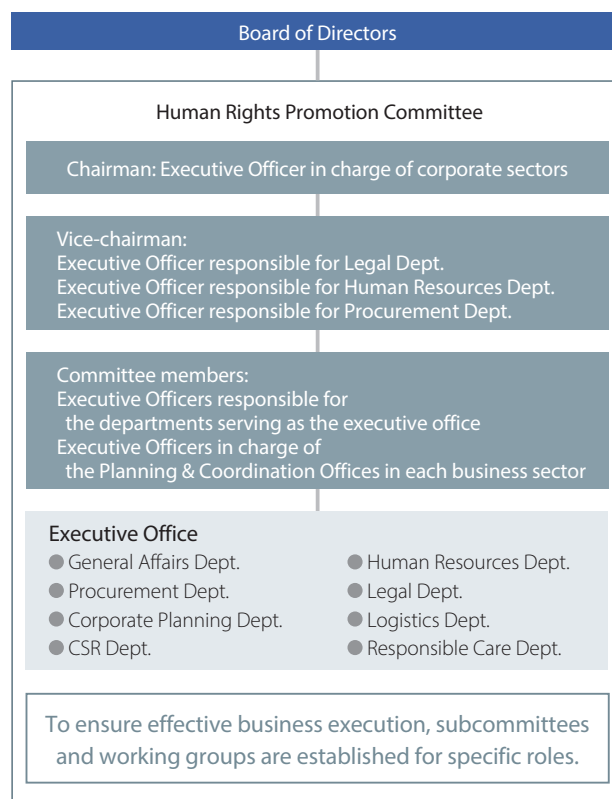 Board of Directors
Human Rights Promotion Committee
Chairman: Executive Officer in charge of corporate sectors
Vice-chairman:
Executive Officer responsible for Legal Dept.
Executive Officer responsible for Human Resources Dept.
Executive Officer responsible for Procurement Dept.
Committee members:
Executive Officers responsible for
the departments serving as the executive office
Executive Officers in charge of
the Planning & Coordination Offices in each business sector
Executive Office
● General Affairs Dept.
● Procurement Dept.
● Corporate Planning Dept.
● CSR Dept.
● Human Resources Dept.
● Legal Dept.
● Logistics Dept.
● Responsible Care Dept.
To ensure effective business execution, subcommittees
and working groups are established for specific roles.